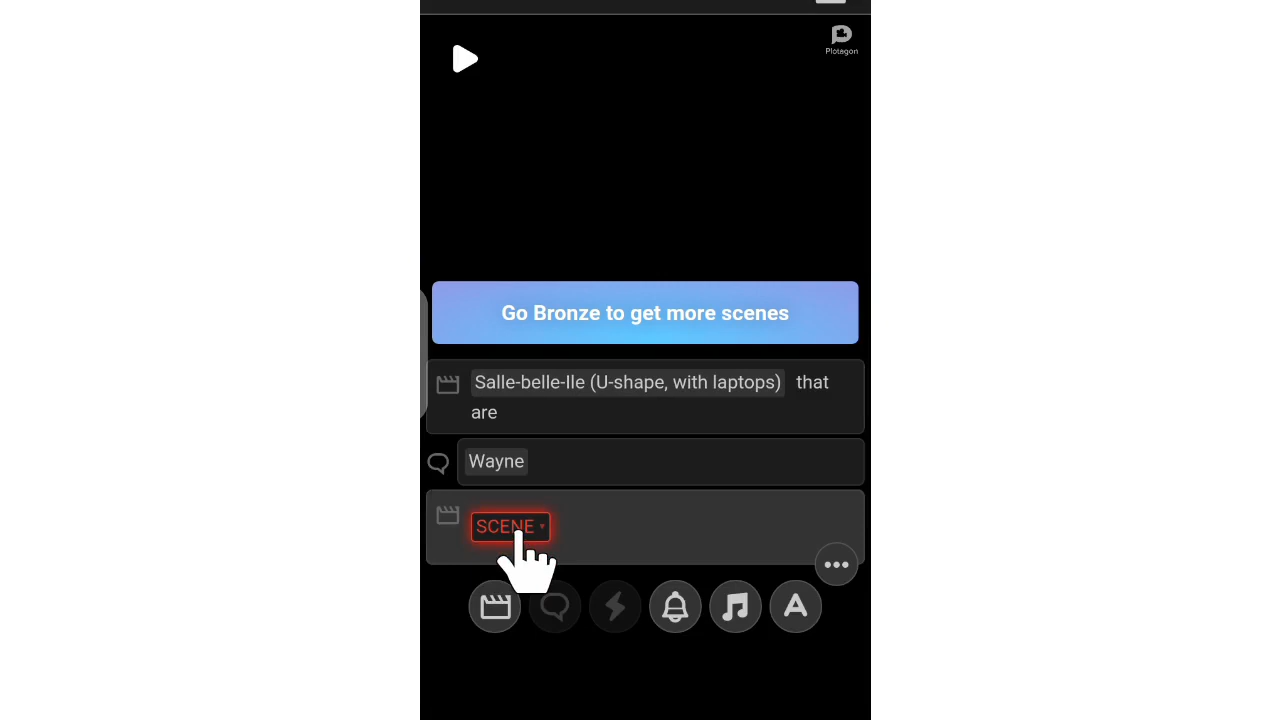 Plotagon
Go Bronze to get more scenes
Salle-belle-Ile (U-shape, with laptops) that
are
Wayne
SCENE